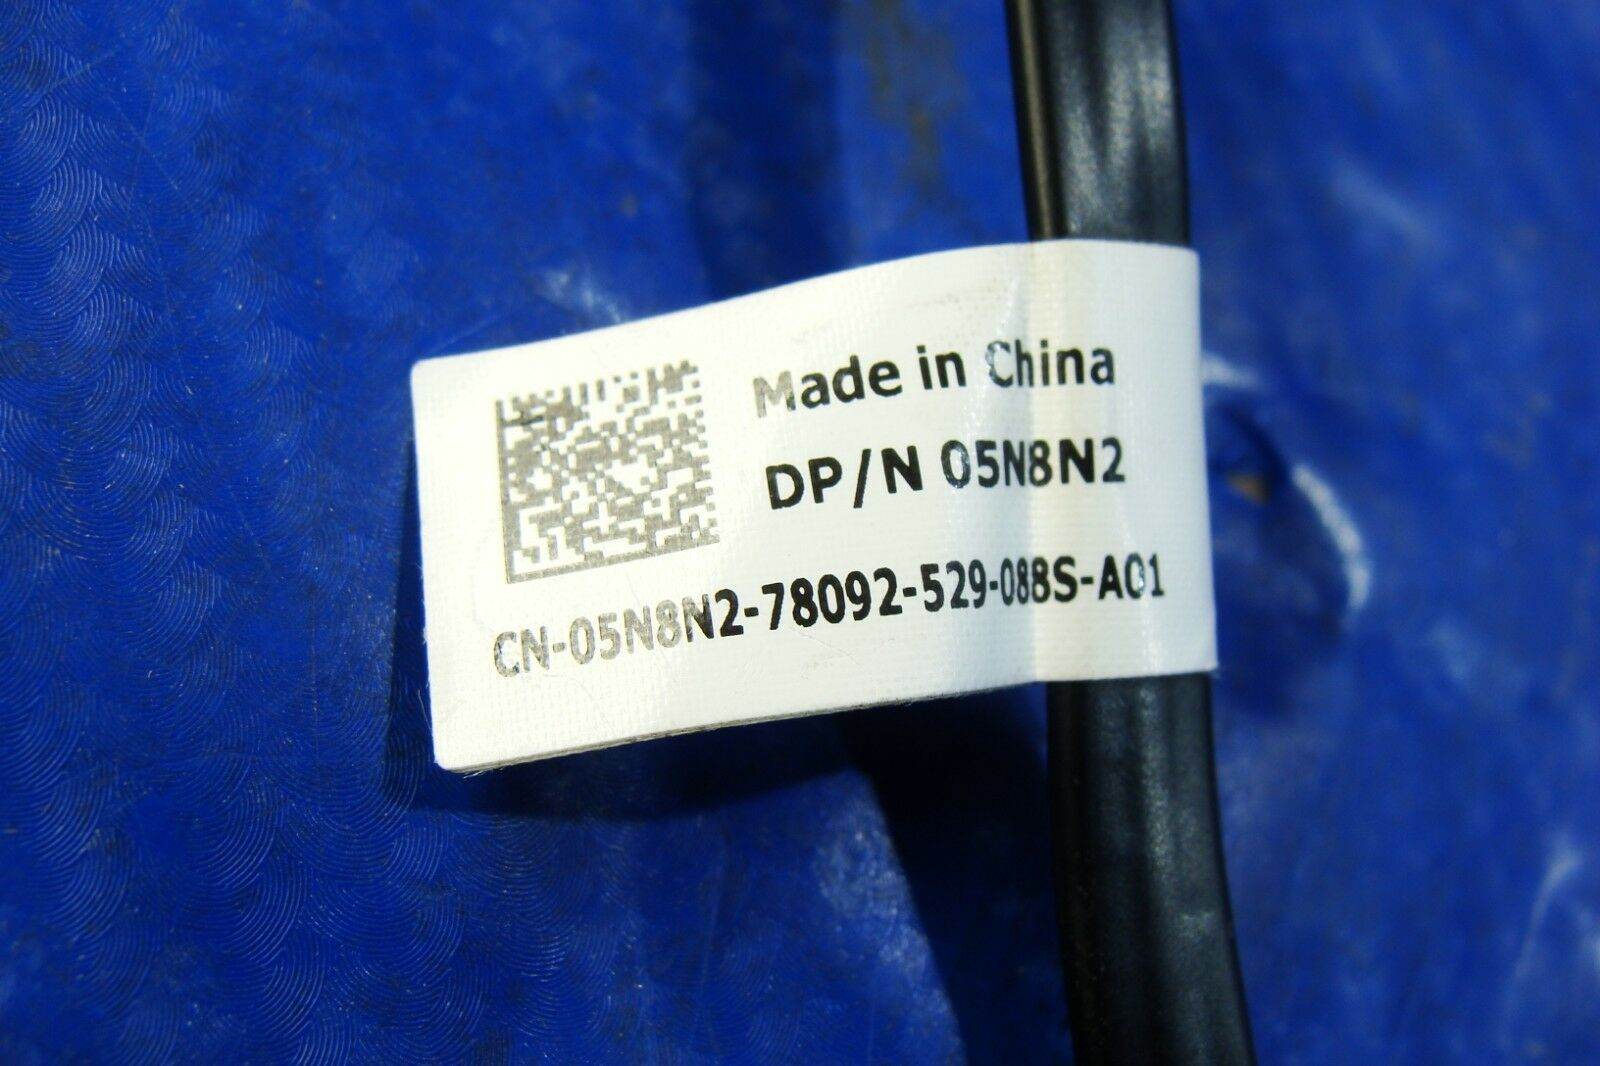 Made in China
DP/N 05N8N2
CN-05N8N2-78092-529-088S-A01